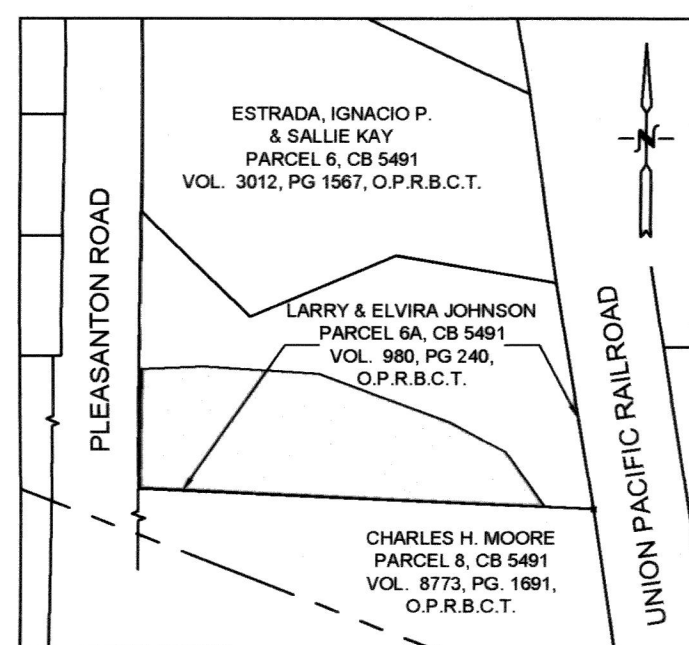 ESTRADA, IGNACIO P.
& SALLIE KAY
PARCEL 6, CB 5491
VOL. 3012, PG 1567, O.P.R.B.C.T.
N
PLEASANTON ROAD
LARRY & ELVIRA JOHNSON
PARCEL 6A, CB 5491
VOL. 980, PG 240,
O.P.R.B.C.T.
UNION PACIFIC RAILROAD
CHARLES H. MOORE
PARCEL 8, CB 5491
VOL. 8773, PG. 1691,
O.P.R.B.C.T.